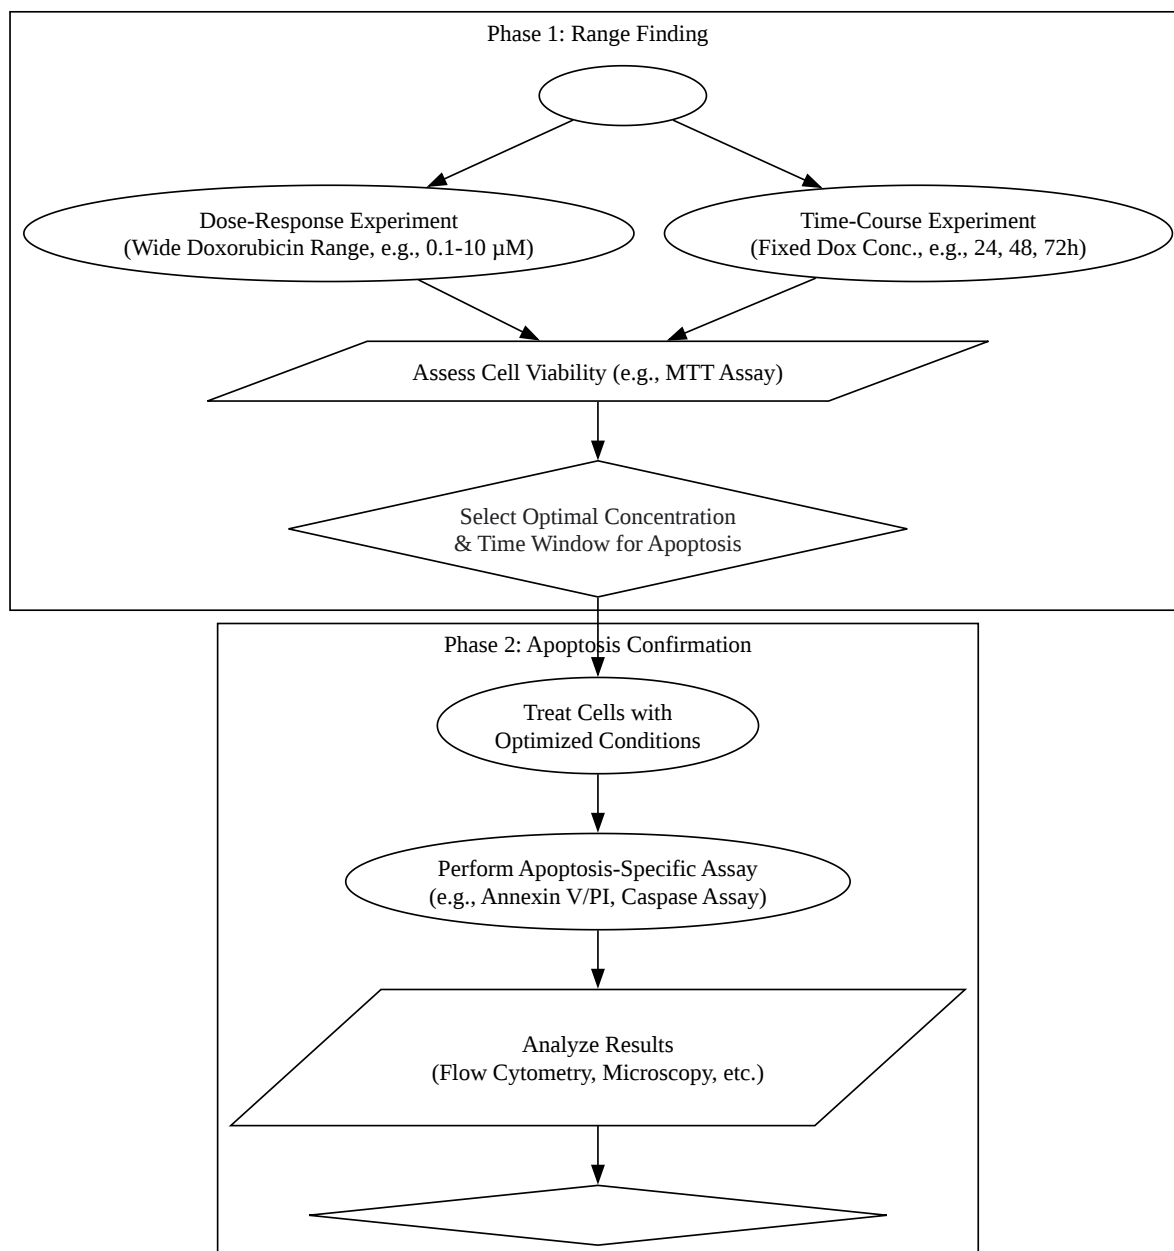 Phase 1: Range Finding
Dose-Response Experiment
(Wide Doxorubicin Range, e.g., 0.1-10 µM)
Time-Course Experiment
(Fixed Dox Conc., e.g., 24, 48, 72h)
Assess Cell Viability (e.g., MTT Assay)
Select Optimal Concentration
& Time Window for Apoptosis
Phase 2: Apoptosis Confirmation
Treat Cells with
Optimized Conditions
Perform Apoptosis-Specific Assay
(e.g., Annexin V/PI, Caspase Assay)
Analyze Results
(Flow Cytometry, Microscopy, etc.)